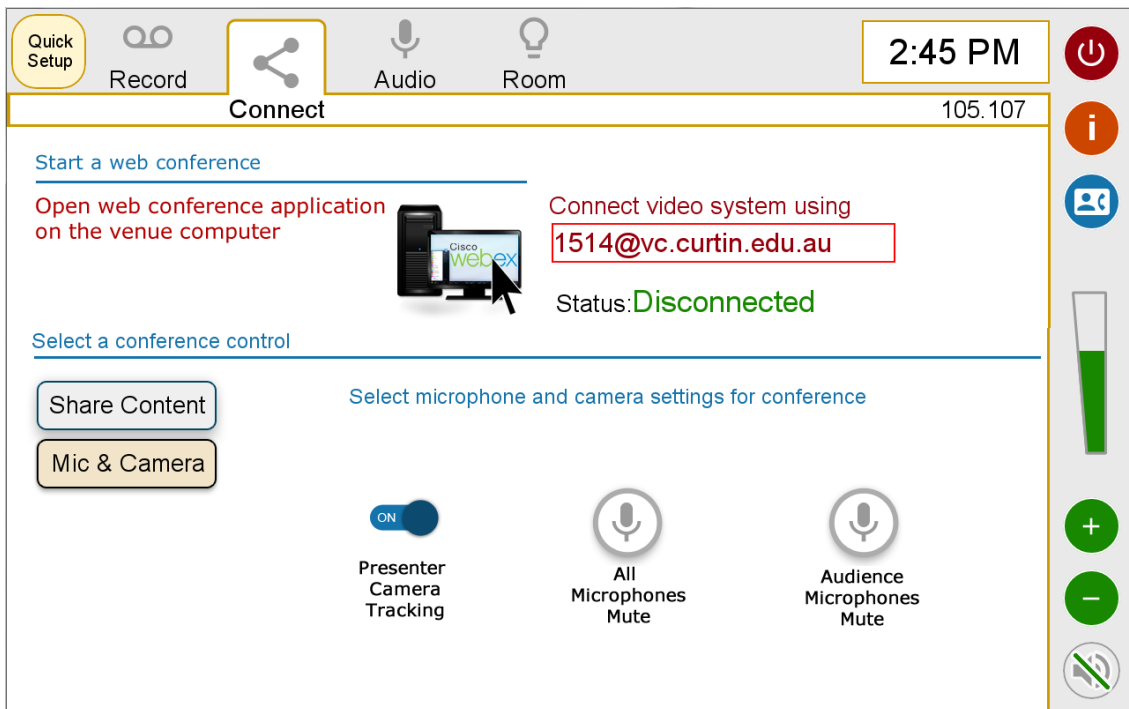 Quick
Setup
Record
Connect
Audio
Room
2:45 PM
105.107
Start a web conference
Open web conference application
on the venue computer
Cisco
webex
Connect video system using
1514@vc.curtin.edu.au
Status:Disconnected
Select a conference control
Share Content
Mic & Camera
Select microphone and camera settings for conference
ON
Presenter
Camera
Tracking
All
Microphones
Mute
Audience
Microphones
Mute